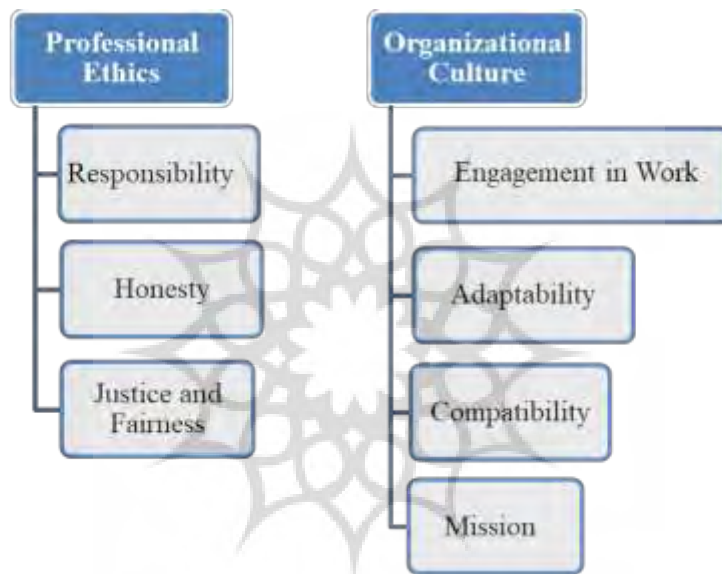 Professional
Ethics
Responsibility
Honesty
Justice and
Fairness
Organizational
Culture
Engagement in Work
Adaptability
Compatibility
Mission